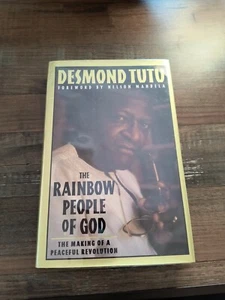 DESMOND TUTU
FOREWORD BY NELSON MANDELA
THE
RAINBOW
PEOPLE
OF GOD
THE MAKING OF A
PEACEFUL REVOLUTION